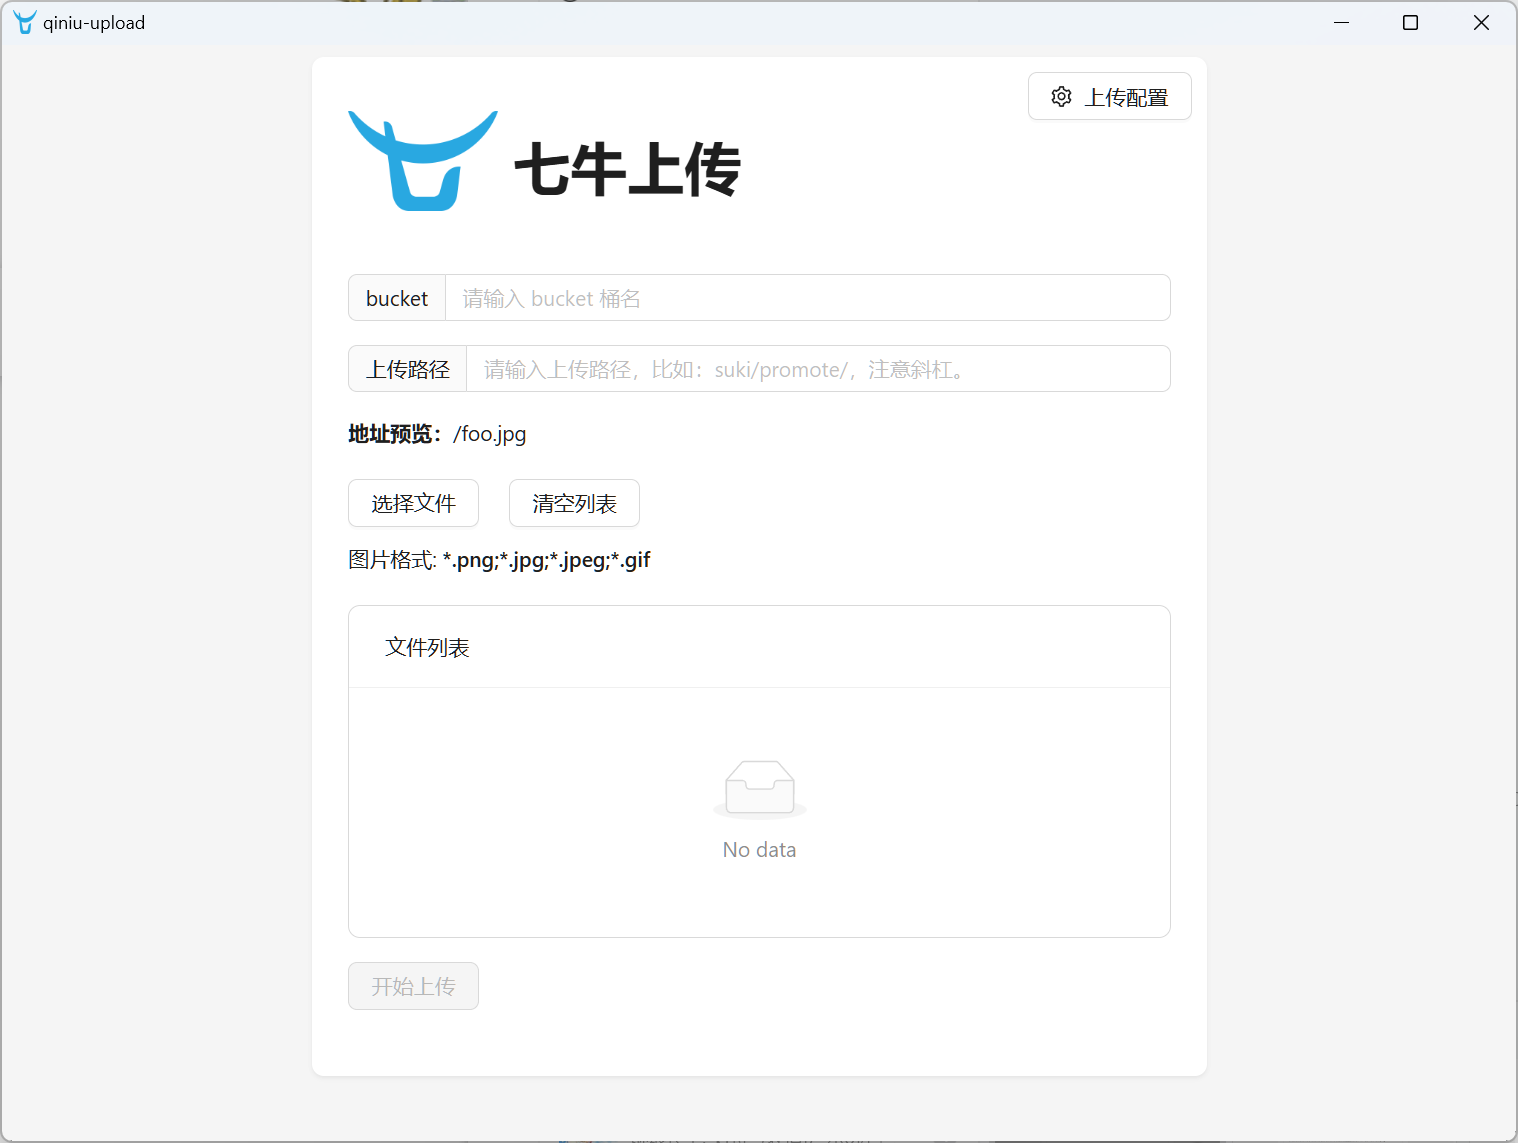 qiniu-upload
上传配置
七牛上传
bucket 请输入 bucket 桶名
上传路径 请输入上传路径，比如：suki/promote/，注意斜杠。
地址预览：/foo.jpg
选择文件 清空列表
图片格式: *.png;*.jpg;*.jpeg;*.gif
文件列表
No data
开始上传